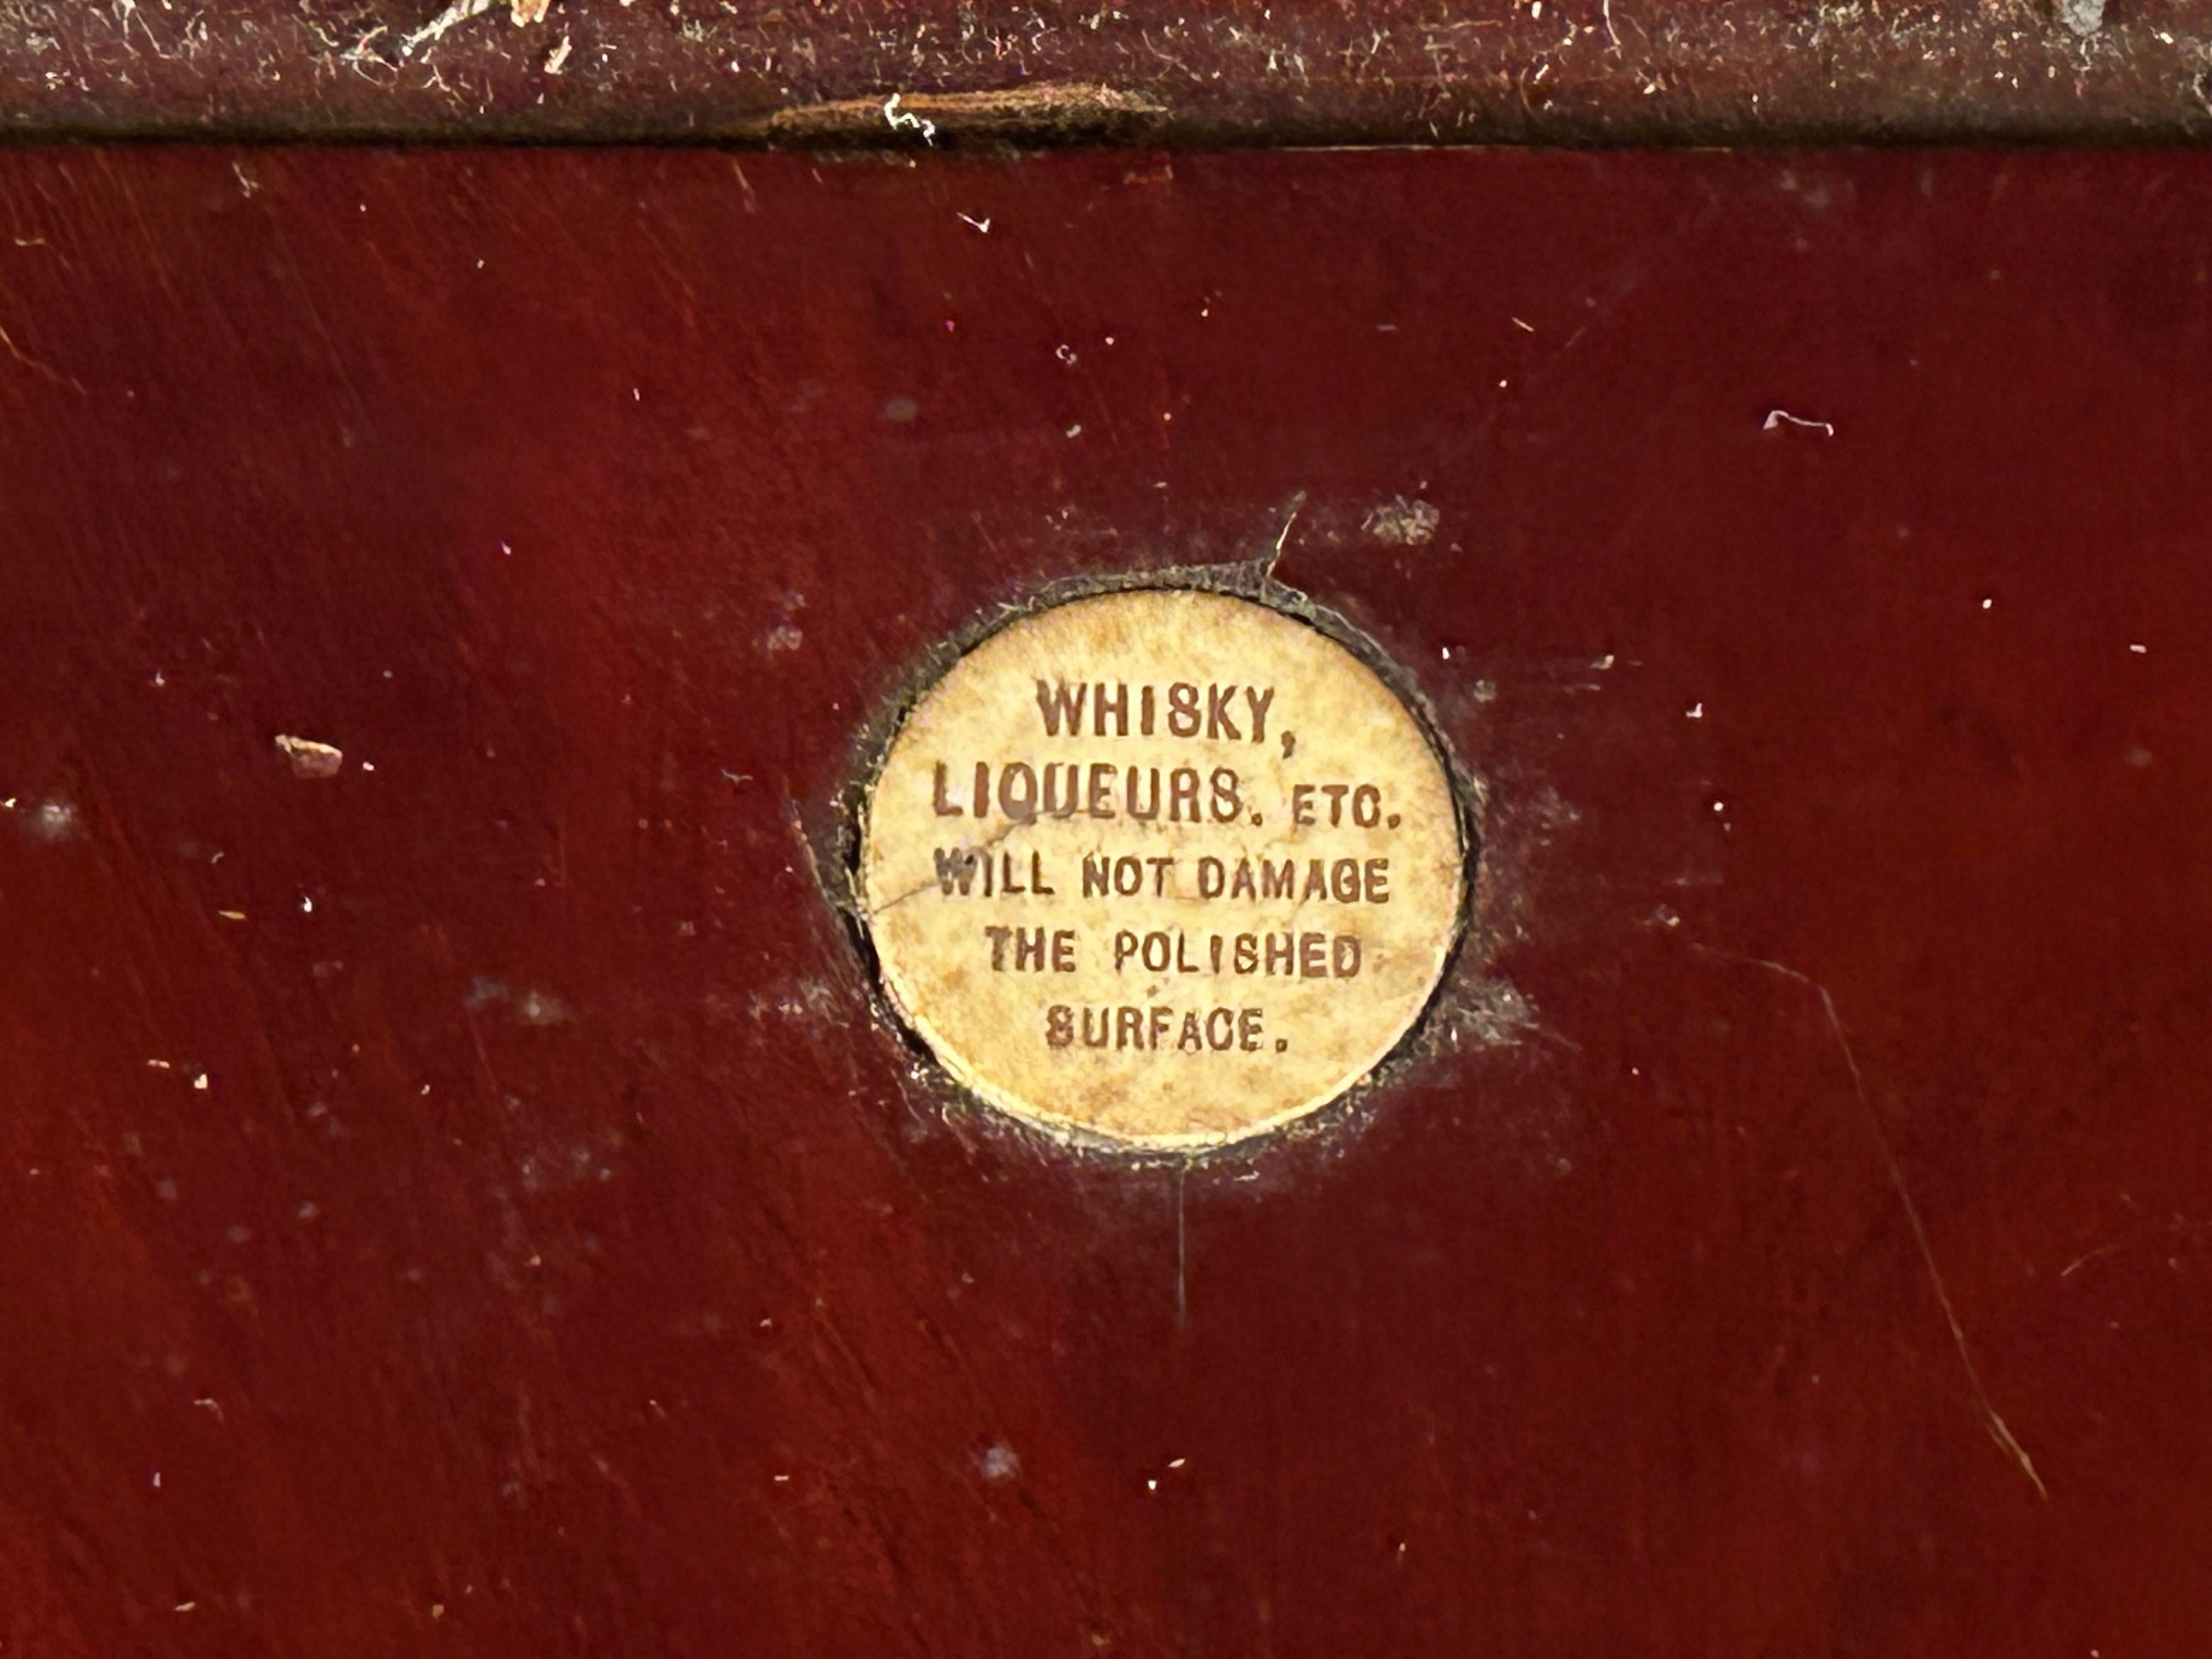 WHISKY,
LIQUEURS. ETC.
WILL NOT DAMAGE
THE POLISHED
SURFACE.